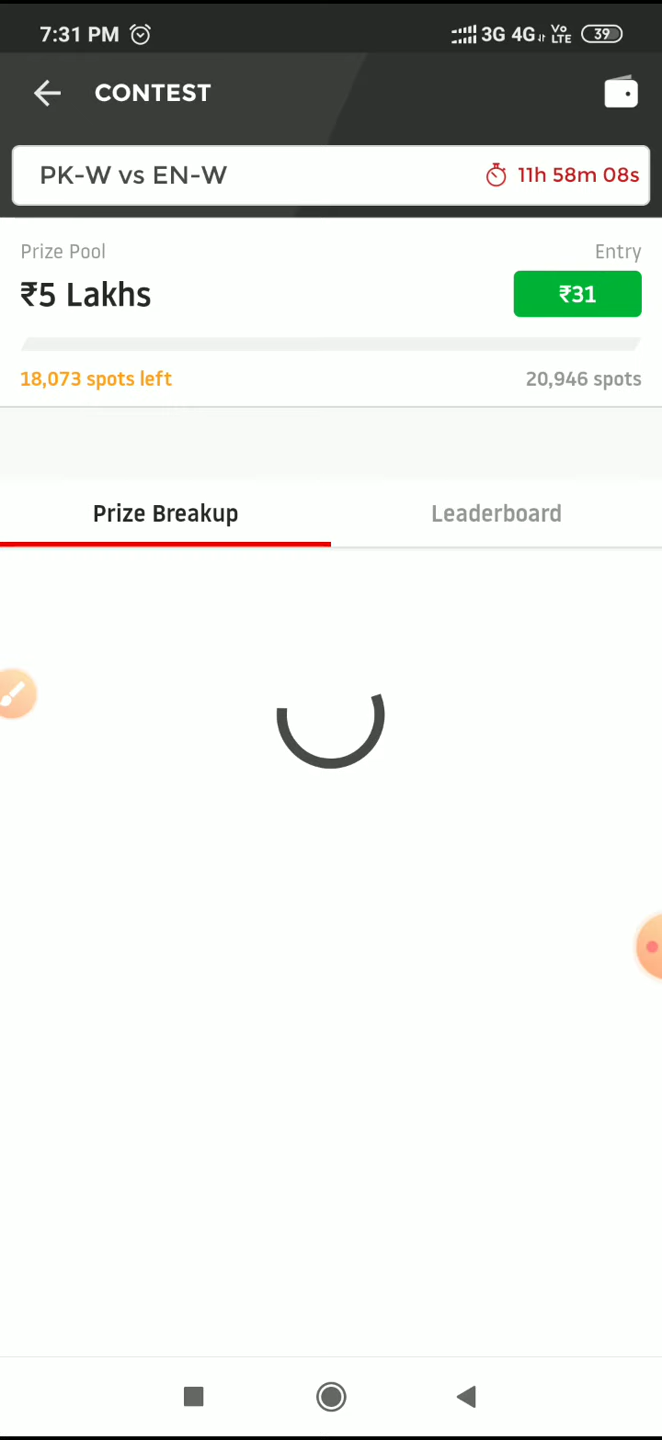 7:31 PM 3G 4G Vo LTE 39
CONTEST
PK-W vs EN-W 11h 58m 08s
Prize Pool Entry
₹5 Lakhs ₹31
18,073 spots left 20,946 spots
Prize Breakup Leaderboard